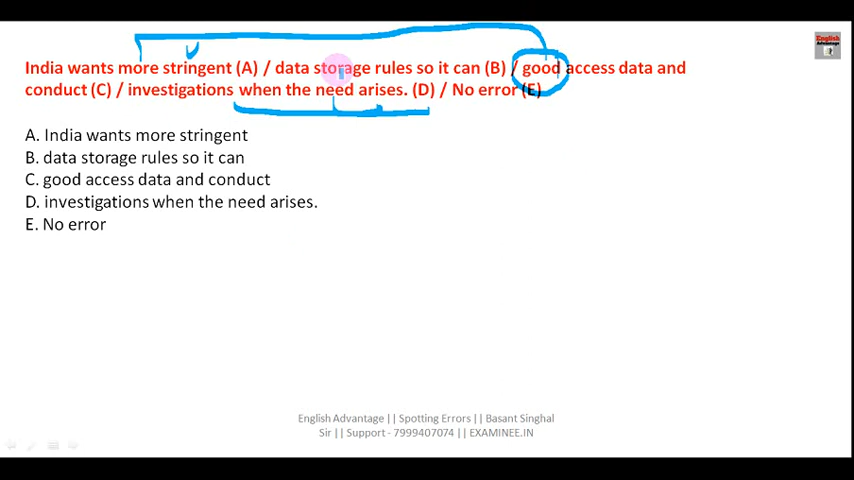 English
Advantage
India wants more stringent (A) / data storage rules so it can (B) / good access data and
conduct (C) / investigations when the need arises. (D) / No error (E)
A. India wants more stringent
B. data storage rules so it can
C. good access data and conduct
D. investigations when the need arises.
E. No error
English Advantage || Spotting Errors || Basant Singhal
Sir || Support - 7999407074 || EXAMINEE.IN